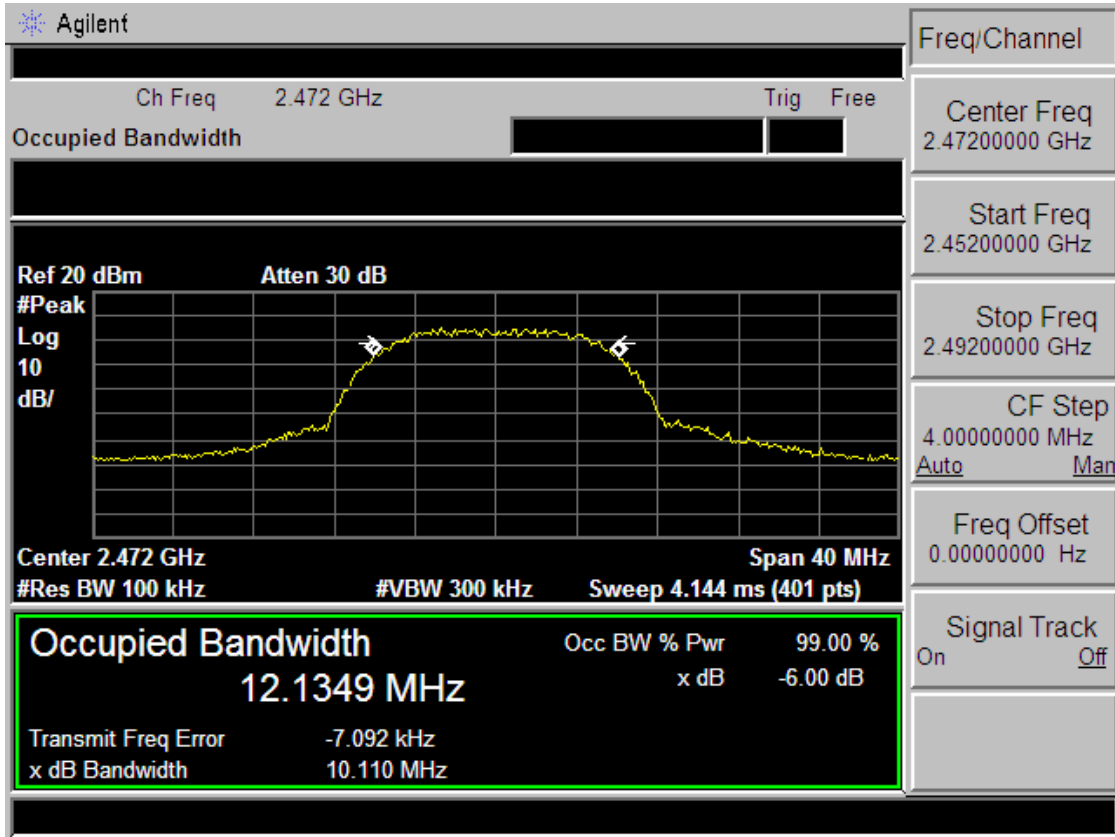 Agilent
Freq/Channel
Ch Freq 2.472 GHz Trig Free
Occupied Bandwidth
Center Freq
2.47200000 GHz
Start Freq
2.45200000 GHz
Stop Freq
2.49200000 GHz
CF Step
4.00000000 MHz
Auto Man
Freq Offset
0.00000000 Hz
Signal Track
On Off
Ref 20 dBm Atten 30 dB
#Peak
Log
10
dB/
Center 2.472 GHz Span 40 MHz
#Res BW 100 kHz #VBW 300 kHz Sweep 4.144 ms (401 pts)
Occupied Bandwidth Occ BW % Pwr 99.00 %
12.1349 MHz x dB -6.00 dB
Transmit Freq Error -7.092 kHz
x dB Bandwidth 10.110 MHz